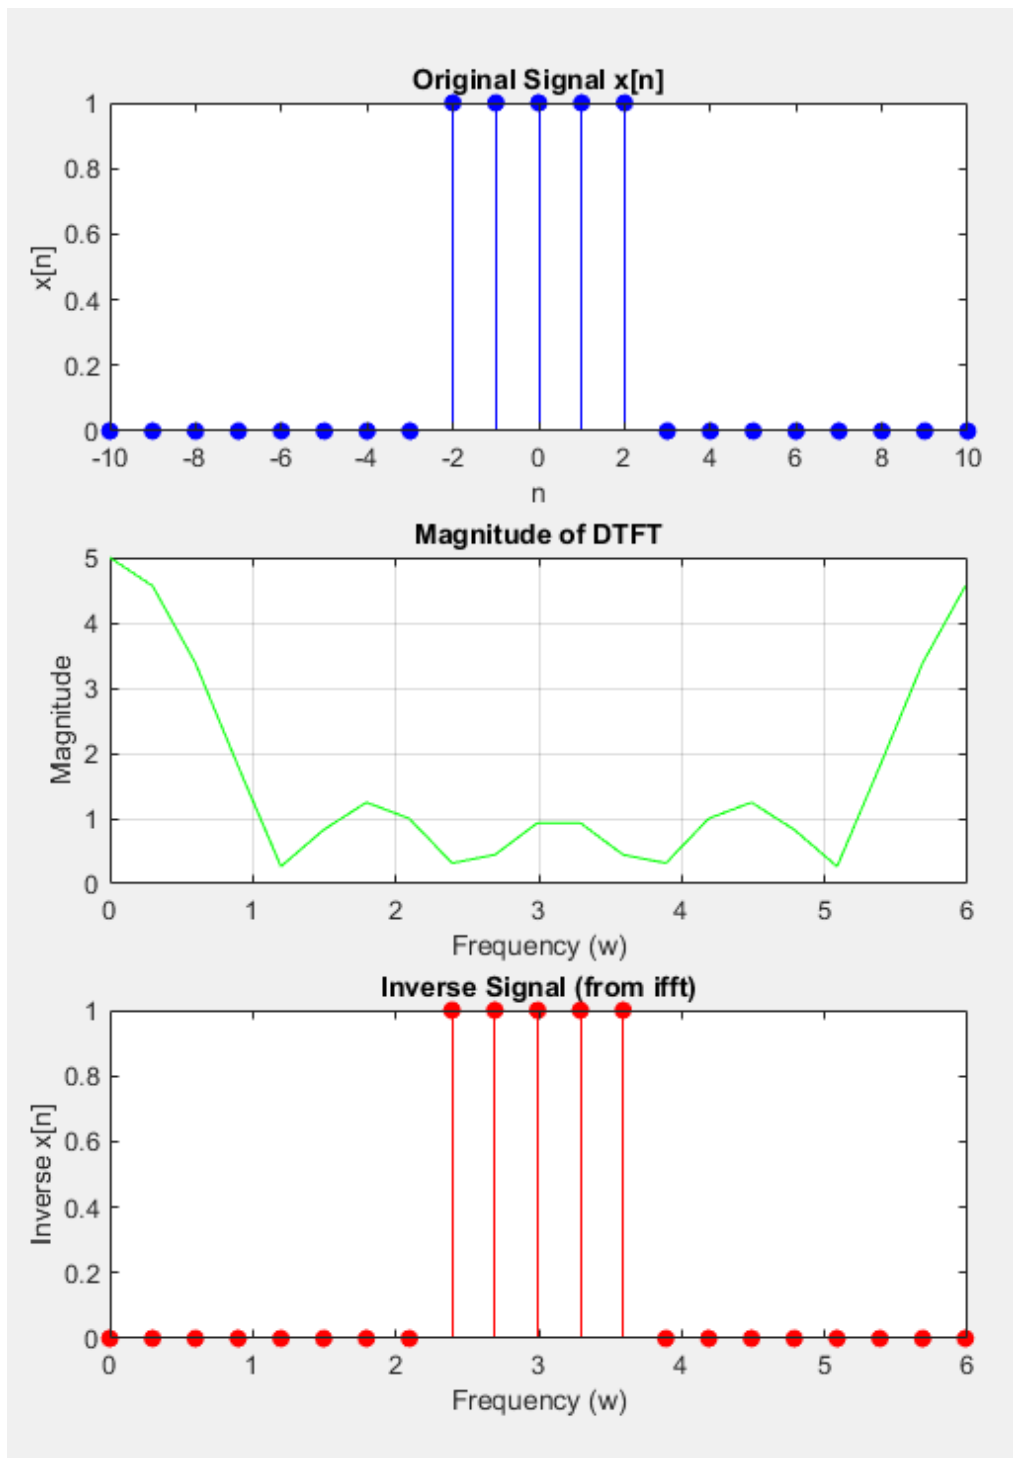 Original Signal x[n]
1
0.8
0.6
0.4
0.2
0
x[n]
-10 -8 -6 -4 -2 0 2 4 6 8 10
n
Magnitude of DTFT
5
4
3
2
1
0
Magnitude
0 1 2 3 4 5 6
Frequency (w)
Inverse Signal (from ifft)
1
0.8
0.6
0.4
0.2
0
Inverse x[n]
0 1 2 3 4 5 6
Frequency (w)